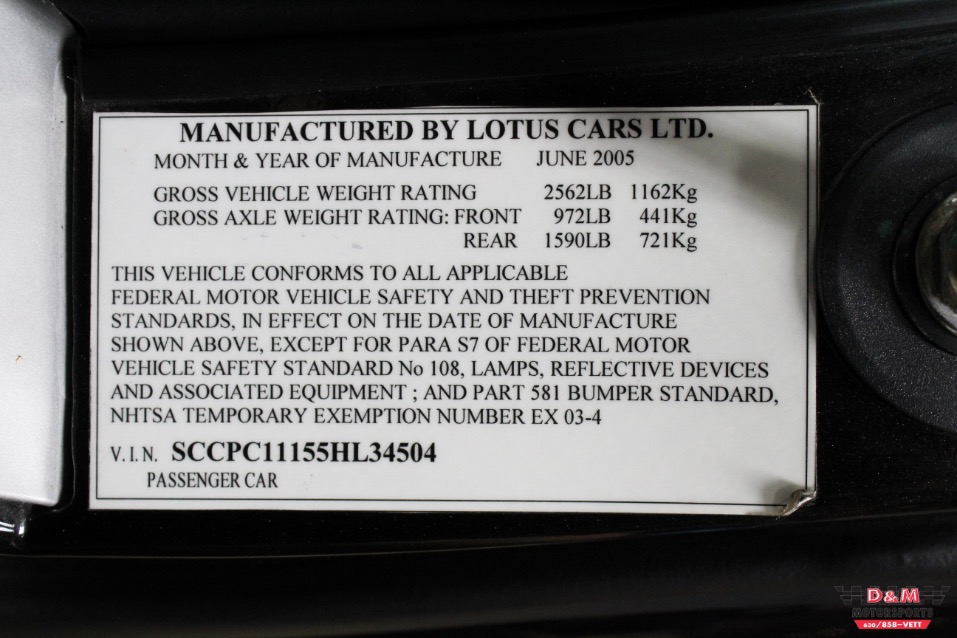 MANUFACTURED BY LOTUS CARS LTD.
MONTH & YEAR OF MANUFACTURE JUNE 2005
GROSS VEHICLE WEIGHT RATING 2562LB 1162Kg
GROSS AXLE WEIGHT RATING: FRONT 972LB 441Kg
REAR 1590LB 721Kg
THIS VEHICLE CONFORMS TO ALL APPLICABLE
FEDERAL MOTOR VEHICLE SAFETY AND THEFT PREVENTION
STANDARDS, IN EFFECT ON THE DATE OF MANUFACTURE
SHOWN ABOVE, EXCEPT FOR PARA S7 OF FEDERAL MOTOR
VEHICLE SAFETY STANDARD No 108, LAMPS, REFLECTIVE DEVICES
AND ASSOCIATED EQUIPMENT ; AND PART 581 BUMPER STANDARD,
NHTSA TEMPORARY EXEMPTION NUMBER EX 03-4
V.I.N. SCCPC11155HL34504
PASSENGER CAR
D&M
MOTORSPORTS
630/858-VETT